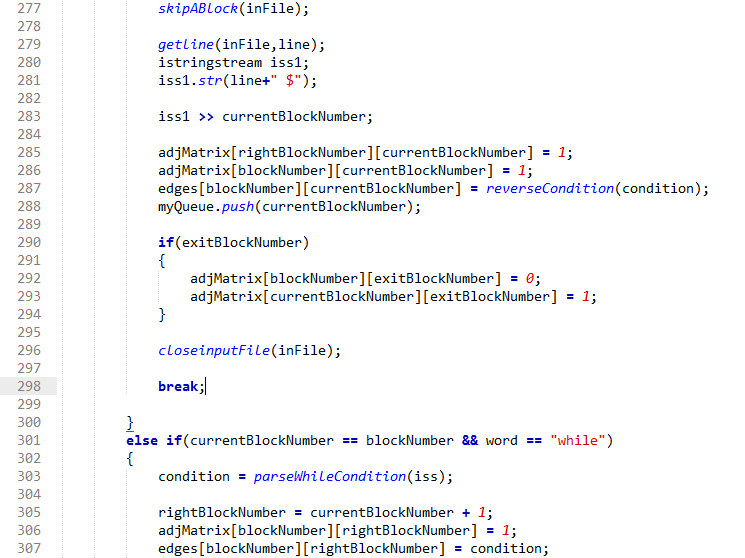 277 skipABlock(inFile);
278
279 getline(inFile,line);
280 istringstream iss1;
281 iss1.str(line+" $");
282
283 iss1 >> currentBlockNumber;
284
285 adjMatrix[rightBlockNumber][currentBlockNumber] = 1;
286 adjMatrix[blockNumber][currentBlockNumber] = 1;
287 edges[blockNumber][currentBlockNumber] = reverseCondition(condition);
288 myQueue.push(currentBlockNumber);
289
290 if(exitBlockNumber)
291 {
292 adjMatrix[blockNumber][exitBlockNumber] = 0;
293 adjMatrix[currentBlockNumber][exitBlockNumber] = 1;
294 }
295
296 closeinputFile(inFile);
297
298 break;
299
300 }
301 else if(currentBlockNumber == blockNumber && word == "while")
302 {
303 condition = parseWhileCondition(iss);
304
305 rightBlockNumber = currentBlockNumber + 1;
306 adjMatrix[blockNumber][rightBlockNumber] = 1;
307 edges[blockNumber][rightBlockNumber] = condition;